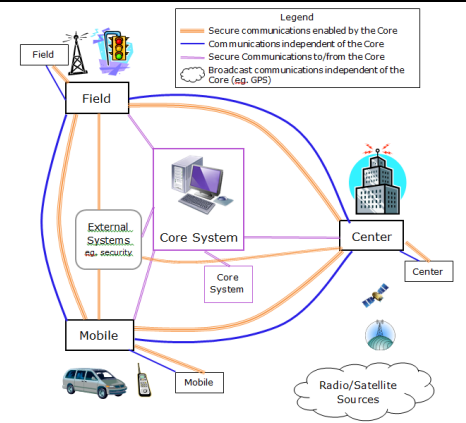 Legend
Secure communications enabled by the Core
Communications independent of the Core
Secure Communications to/from the Core
Broadcast communications independent of the
Core (eg. GPS)
Field
Field
External
Systems
eg. security
Core System
Center
Core
System
Center
Mobile
Mobile
Radio/Satellite
Sources